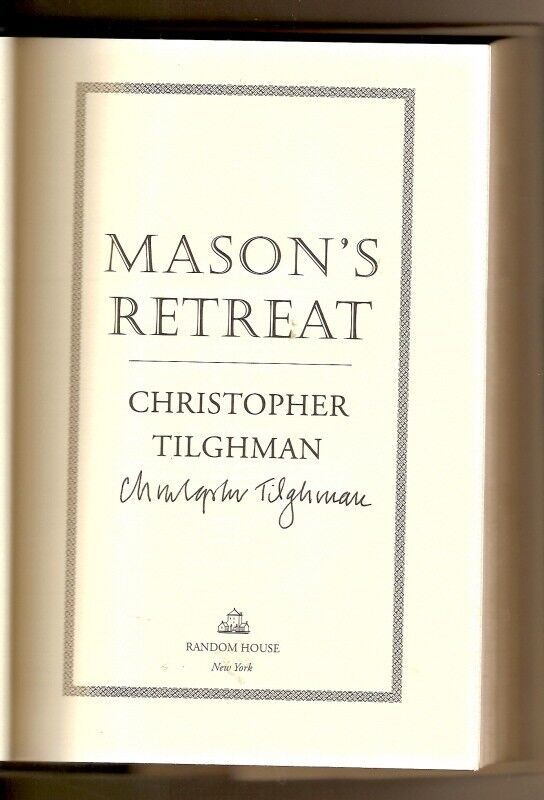 MASON'S
RETREAT
CHRISTOPHER
TILGHMAN
Christopher Tilghman
RANDOM HOUSE
New York